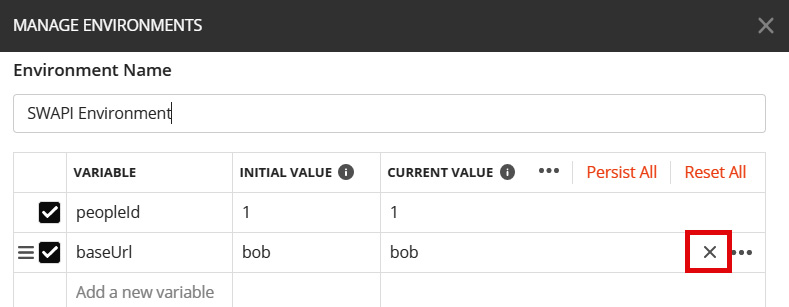 MANAGE ENVIRONMENTS
Environment Name
SWAPI Environment
VARIABLE INITIAL VALUE CURRENT VALUE Persist All Reset All
peopleId 1 1
baseUrl bob bob
Add a new variable